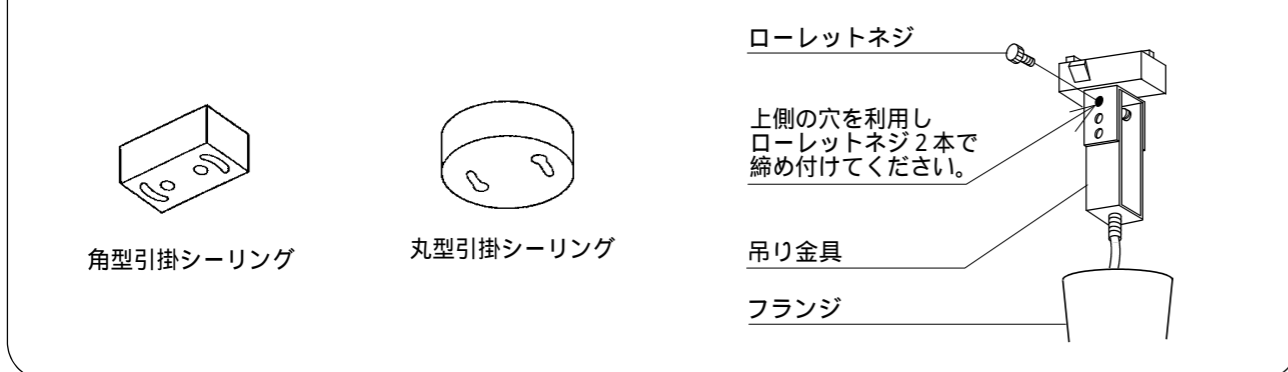 ローレットネジ
上側の穴を利用し
ローレットネジ2本で
締め付けてください。
角型引掛シーリング
丸型引掛シーリング
吊り金具
フランジ